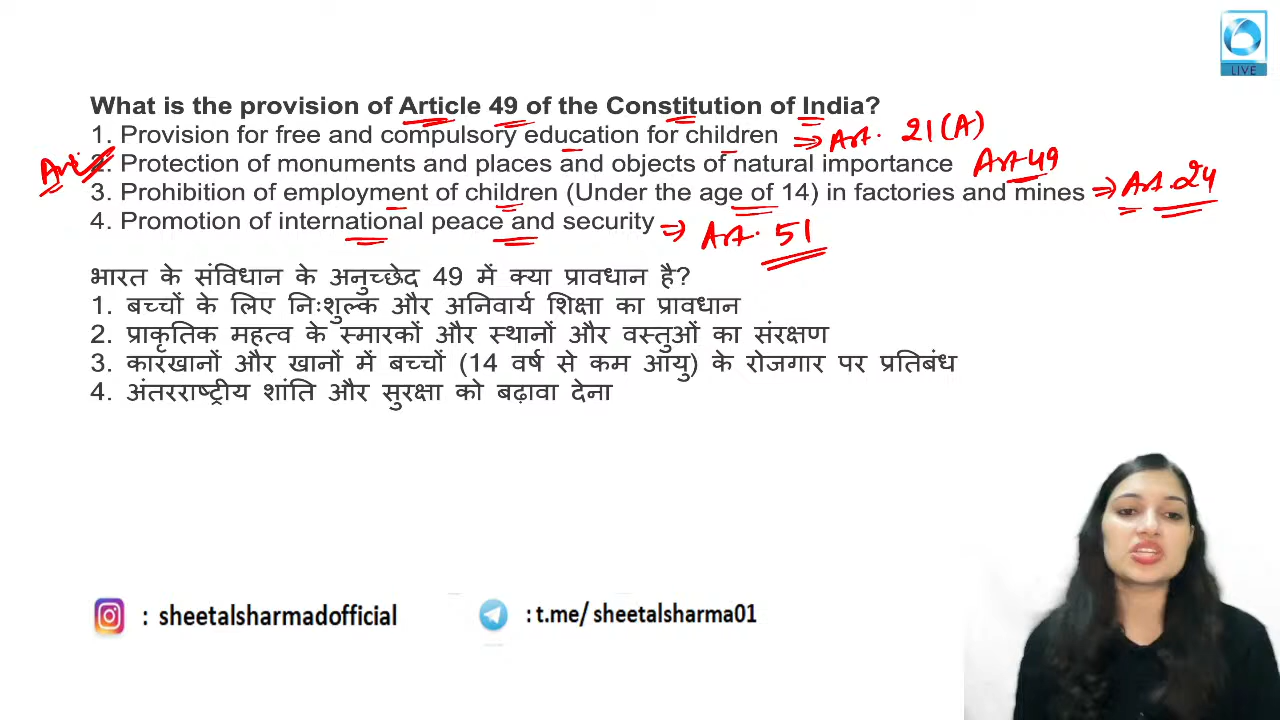 LIVE
What is the provision of Article 49 of the Constitution of India?
1. Provision for free and compulsory education for children => Art. 21(A)
Ans. 2. Protection of monuments and places and objects of natural importance Art 49
3. Prohibition of employment of children (Under the age of 14) in factories and mines => Art. 24
4. Promotion of international peace and security => Art. 51
भारत के संविधान के अनुच्छेद 49 में क्या प्रावधान है?
1. बच्चों के लिए निःशुल्क और अनिवार्य शिक्षा का प्रावधान
2. प्राकृतिक महत्व के स्मारकों और स्थानों और वस्तुओं का संरक्षण
3. कारखानों और खानों में बच्चों (14 वर्ष से कम आयु) के रोजगार पर प्रतिबंध
4. अंतरराष्ट्रीय शांति और सुरक्षा को बढ़ावा देना
: sheetalsharmadofficial : t.me/ sheetalsharma01